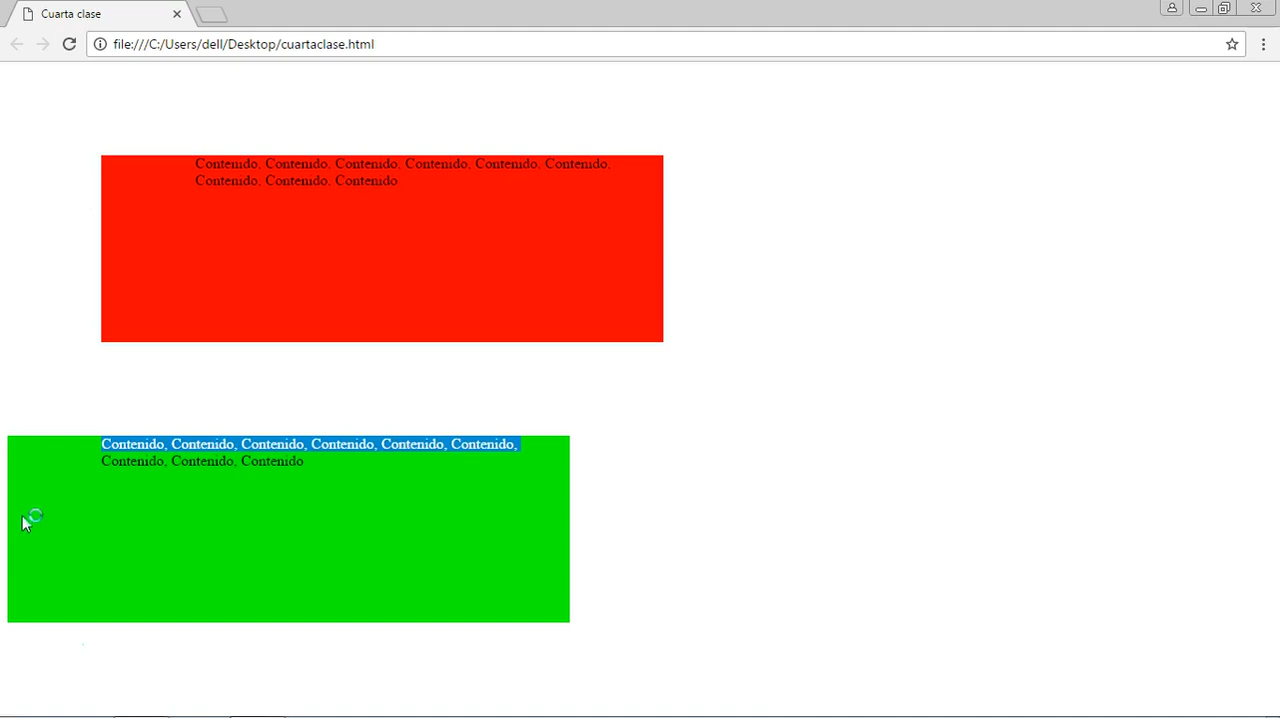 Cuarta clase
file:///C:/Users/dell/Desktop/cuartaclase.html
Contenido, Contenido, Contenido, Contenido, Contenido, Contenido,
Contenido, Contenido, Contenido
Contenido, Contenido, Contenido, Contenido, Contenido, Contenido,
Contenido, Contenido, Contenido